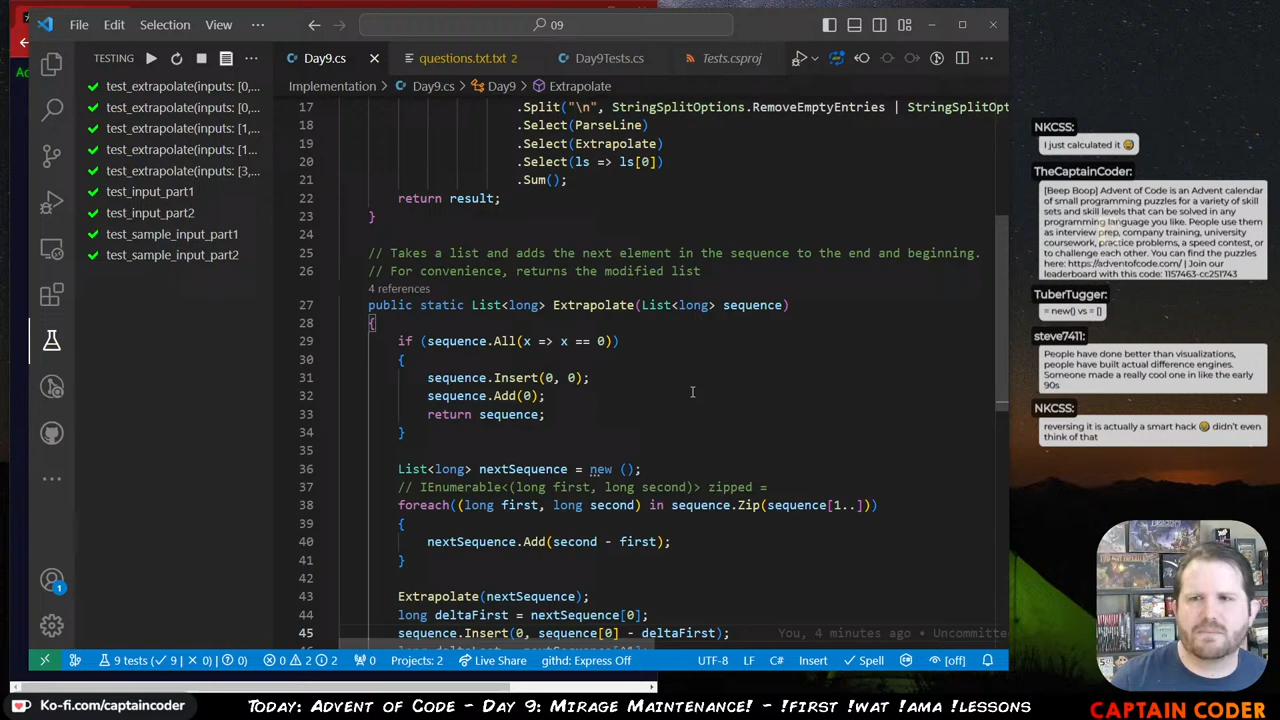 File Edit Selection View ··· 09
TESTING
Day9.cs
questions.txt.txt 2
Day9Tests.cs
Tests.csproj
Implementation > Day9.cs > Day9 > Extrapolate
test_extrapolate(inputs: [0,...
test_extrapolate(inputs: [0,...
test_extrapolate(inputs: [1,...
test_extrapolate(inputs: [1...
test_extrapolate(inputs: [3,...
test_input_part1
test_input_part2
test_sample_input_part1
test_sample_input_part2
17 .Split("\n", StringSplitOptions.RemoveEmptyEntries | StringSplitOpt
18 .Select(ParseLine)
19 .Select(Extrapolate)
20 .Select(ls => ls[0])
21 .Sum();
22 return result;
23 }
24
25 // Takes a list and adds the next element in the sequence to the end and beginning.
26 // For convenience, returns the modified list
4 references
27 public static List<long> Extrapolate(List<long> sequence)
28 {
29 if (sequence.All(x => x == 0))
30 {
31 sequence.Insert(0, 0);
32 sequence.Add(0);
33 return sequence;
34 }
35
36 List<long> nextSequence = new ();
37 // IEnumerable<(long first, long second)> zipped =
38 foreach((long first, long second) in sequence.Zip(sequence[1..]))
39 {
40 nextSequence.Add(second - first);
41 }
42
43 Extrapolate(nextSequence);
44 long deltaFirst = nextSequence[0];
45 sequence.Insert(0, sequence[0] - deltaFirst); You, 4 minutes ago • Uncommitte
1
9 tests (✓ 9 | × 0) | (? 0) 0 2 2 0 Projects: 2 Live Share githd: Express Off UTF-8 LF C# Insert Spell [off]
NKCSS:
I just calculated it
TheCaptainCoder:
[Beep Boop] Advent of Code is an Advent calendar
of small programming puzzles for a variety of skill
sets and skill levels that can be solved in any
programming language you like. People use them
as interview prep, company training, university
coursework, practice problems, a speed contest, or
to challenge each other. You can find the puzzles
here: https://adventofcode.com/ | Join our
leaderboard with this code: 1157463-cc251743
TuberTugger:
= new() vs = []
steve7411:
People have done better than visualizations,
people have built actual difference engines.
Someone made a really cool one in like the early
90s
NKCSS:
reversing it is actually a smart hack didn't even
think of that
Ko-fi.com/captaincoder
Today: Advent of Code - Day 9: Mirage Maintenance! - !first !wat !ama !lessons
CAPTAIN CODER